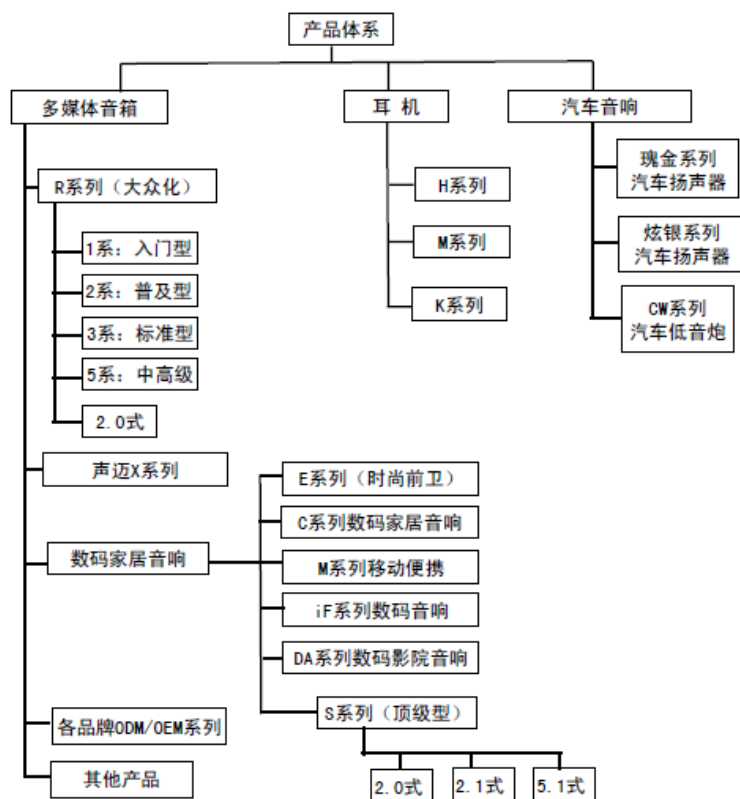 产品体系
多媒体音箱
耳 机
汽车音响
R系列（大众化）
1系：入门型
2系：普及型
3系：标准型
5系：中高级
2.0式
声迈X系列
数码家居音响
E系列（时尚前卫）
C系列数码家居音响
M系列移动便携
iF系列数码音响
DA系列数码影院音响
S系列（顶级型）
2.0式
2.1式
5.1式
各品牌ODM/OEM系列
其他产品
H系列
M系列
K系列
瑰金系列
汽车扬声器
炫银系列
汽车扬声器
CW系列
汽车低音炮